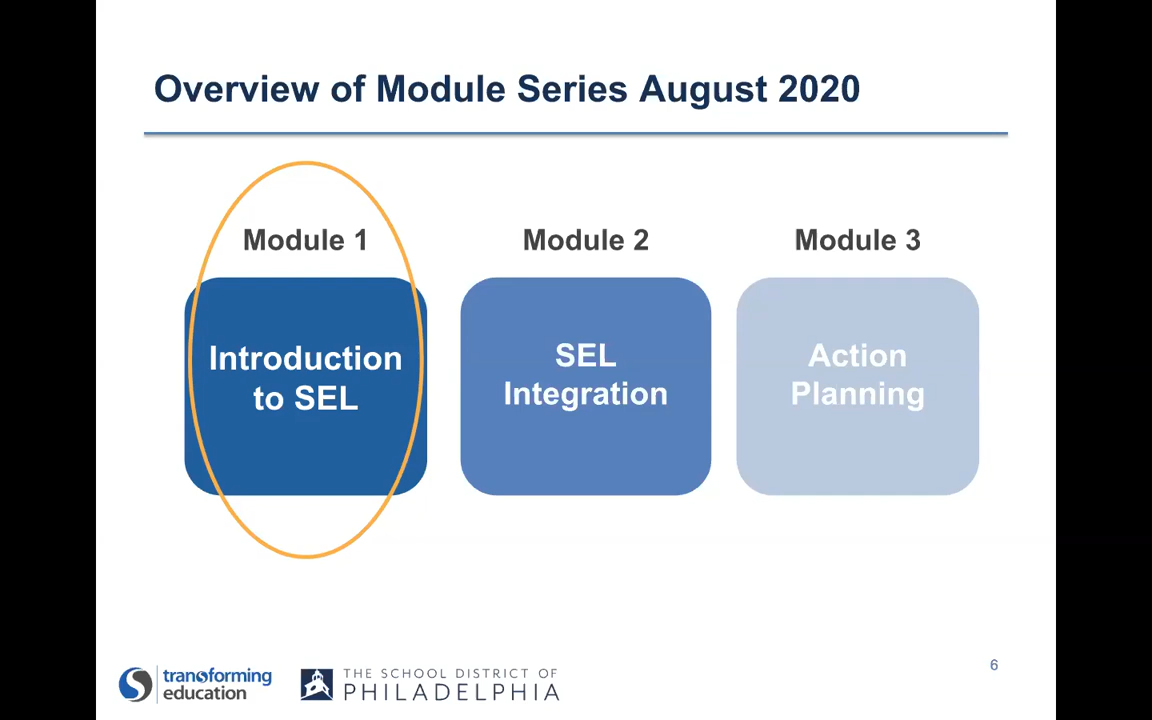 Overview of Module Series August 2020
Module 1
Module 2
Module 3
Introduction
to SEL
SEL
Integration
Action
Planning
transforming
education
THE SCHOOL DISTRICT OF
PHILADELPHIA
6